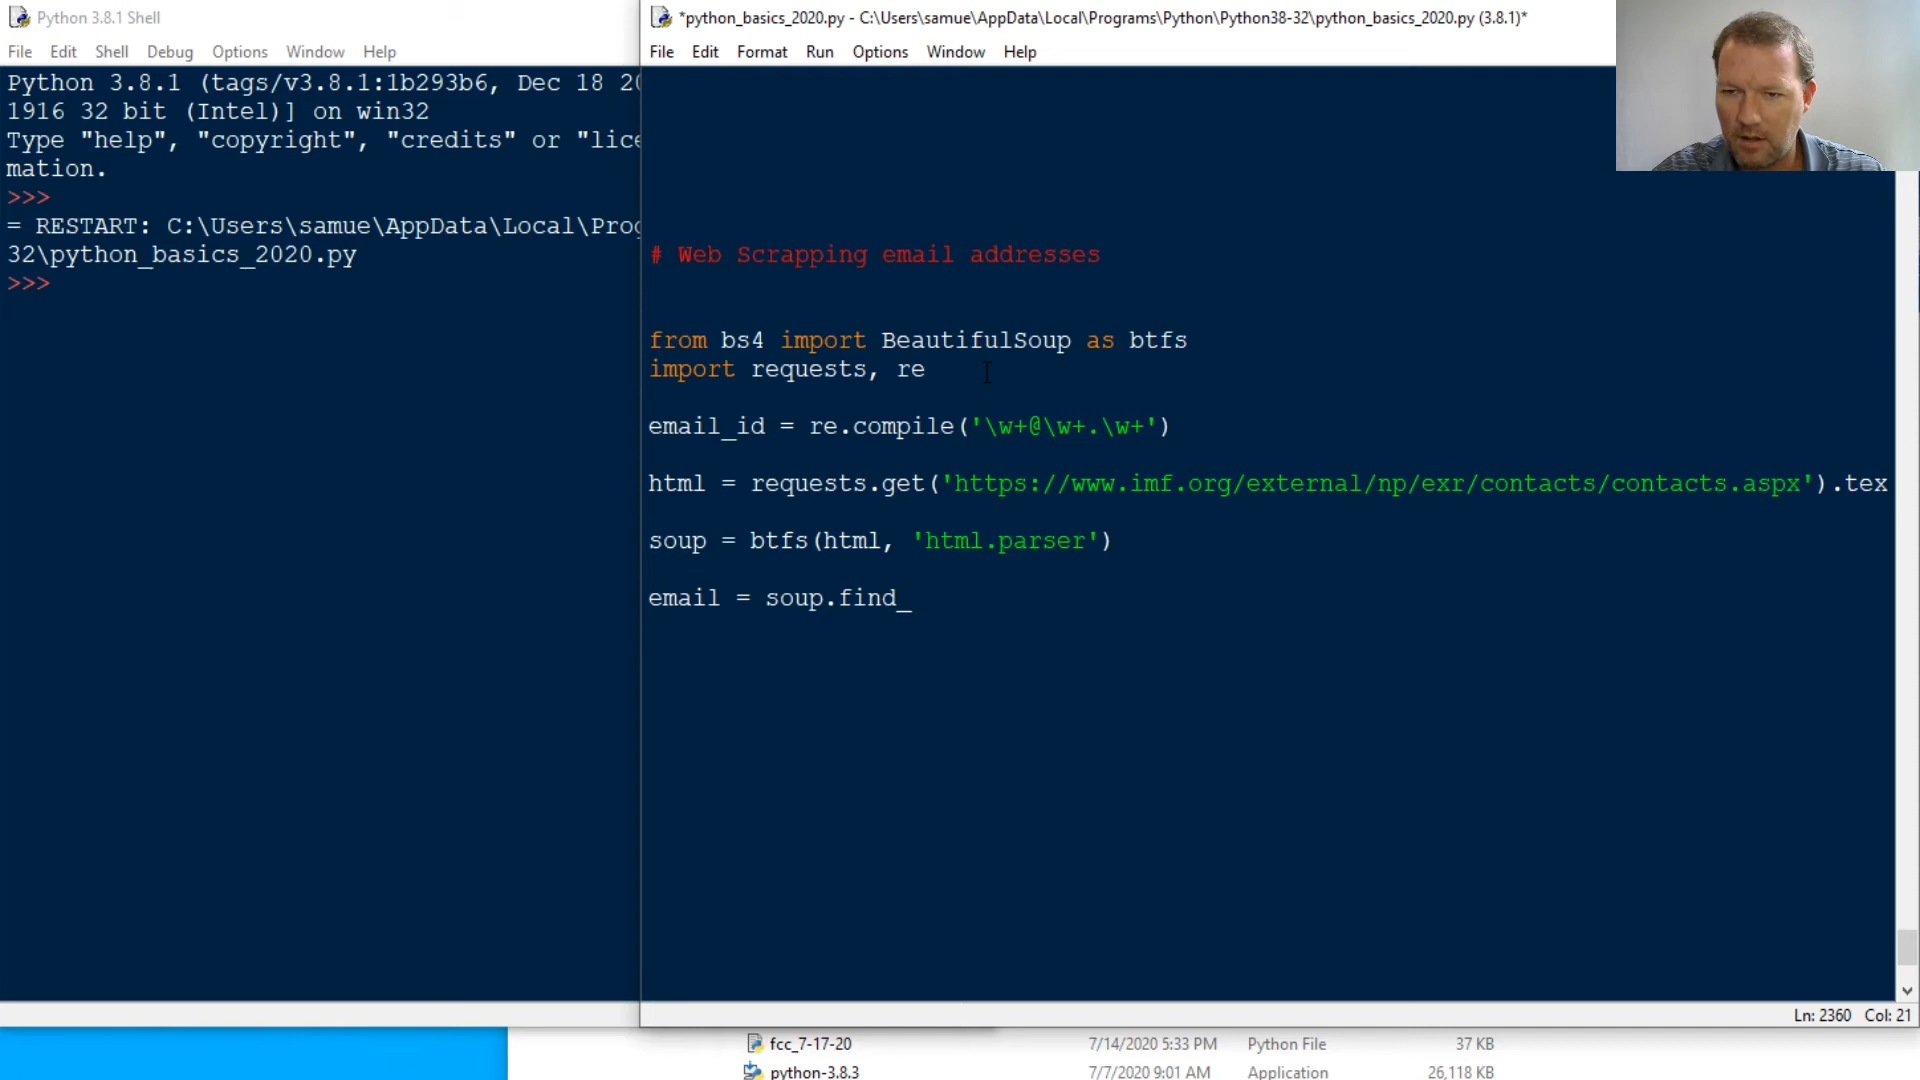 Python 3.8.1 Shell
File Edit Shell Debug Options Window Help
Python 3.8.1 (tags/v3.8.1:1b293b6, Dec 18 20
1916 32 bit (Intel)] on win32
Type "help", "copyright", "credits" or "lice
mation.
>>>
= RESTART: C:\Users\samue\AppData\Local\Prog
32\python_basics_2020.py
>>>
*python_basics_2020.py - C:\Users\samue\AppData\Local\Programs\Python\Python38-32\python_basics_2020.py (3.8.1)*
File Edit Format Run Options Window Help
# Web Scrapping email addresses
from bs4 import BeautifulSoup as btfs
import requests, re
email_id = re.compile('\w+@\w+.\w+')
html = requests.get('https://www.imf.org/external/np/exr/contacts/contacts.aspx').tex
soup = btfs(html, 'html.parser')
email = soup.find_
Ln: 2360 Col: 21
fcc_7-17-20 7/14/2020 5:33 PM Python File 37 KB
python-3.8.3 7/7/2020 9:01 AM Application 26,118 KB